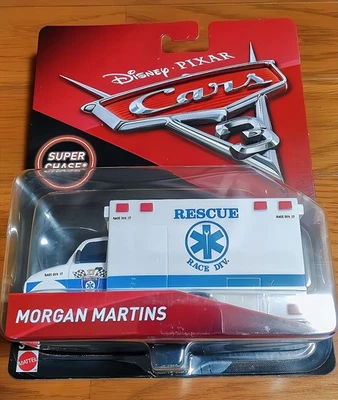 Disney·PIXAR
Cars
3
SUPER
CHASE*
RESCUE
RACE DIV.
MORGAN MARTINS
MATTEL